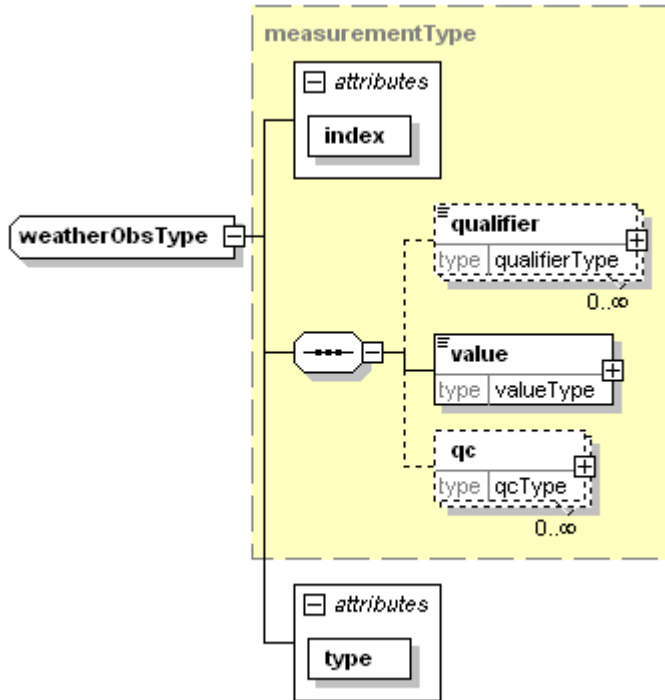 measurementType
attributes
index
weatherObsType
qualifier
type qualifierType
0..∞
value
type valueType
qc
type qcType
0..∞
attributes
type